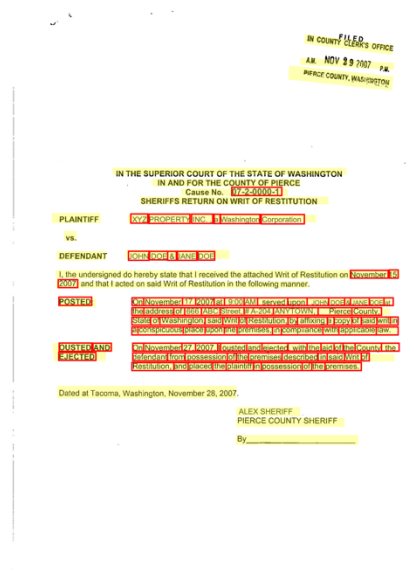 FILED
IN COUNTY CLERK'S OFFICE
A.M. NOV 29 2007 P.M.
PIERCE COUNTY, WASHINGTON
IN THE SUPERIOR COURT OF THE STATE OF WASHINGTON
IN AND FOR THE COUNTY OF PIERCE
Cause No. 07-2-0000-1
SHERIFFS RETURN ON WRIT OF RESTITUTION
PLAINTIFF XYZ PROPERTY INC., a Washington Corporation
vs.
DEFENDANT JOHN DOE & JANE DOE
I, the undersigned do hereby state that I received the attached Writ of Restitution on November 15
2007, and that I acted on said Writ of Restitution in the following manner.
POSTED On November 17, 2007 at 9:00 AM served upon JOHN DOE & JANE DOE at
the address of 666 ABC Street, # A-204, ANYTOWN, Pierce County,
State of Washington said Writ of Restitution, by affixing a copy of said writ in
a conspicuous place upon the premises, in compliance with applicable law.
OUSTED AND On November 27, 2007, I ousted and ejected, with the aid of the County, the
EJECTED defendant from possession of the premises described in said Writ of
Restitution, and placed the plaintiff in possession of the premises.
Dated at Tacoma, Washington, November 28, 2007.
ALEX SHERIFF
PIERCE COUNTY SHERIFF
By